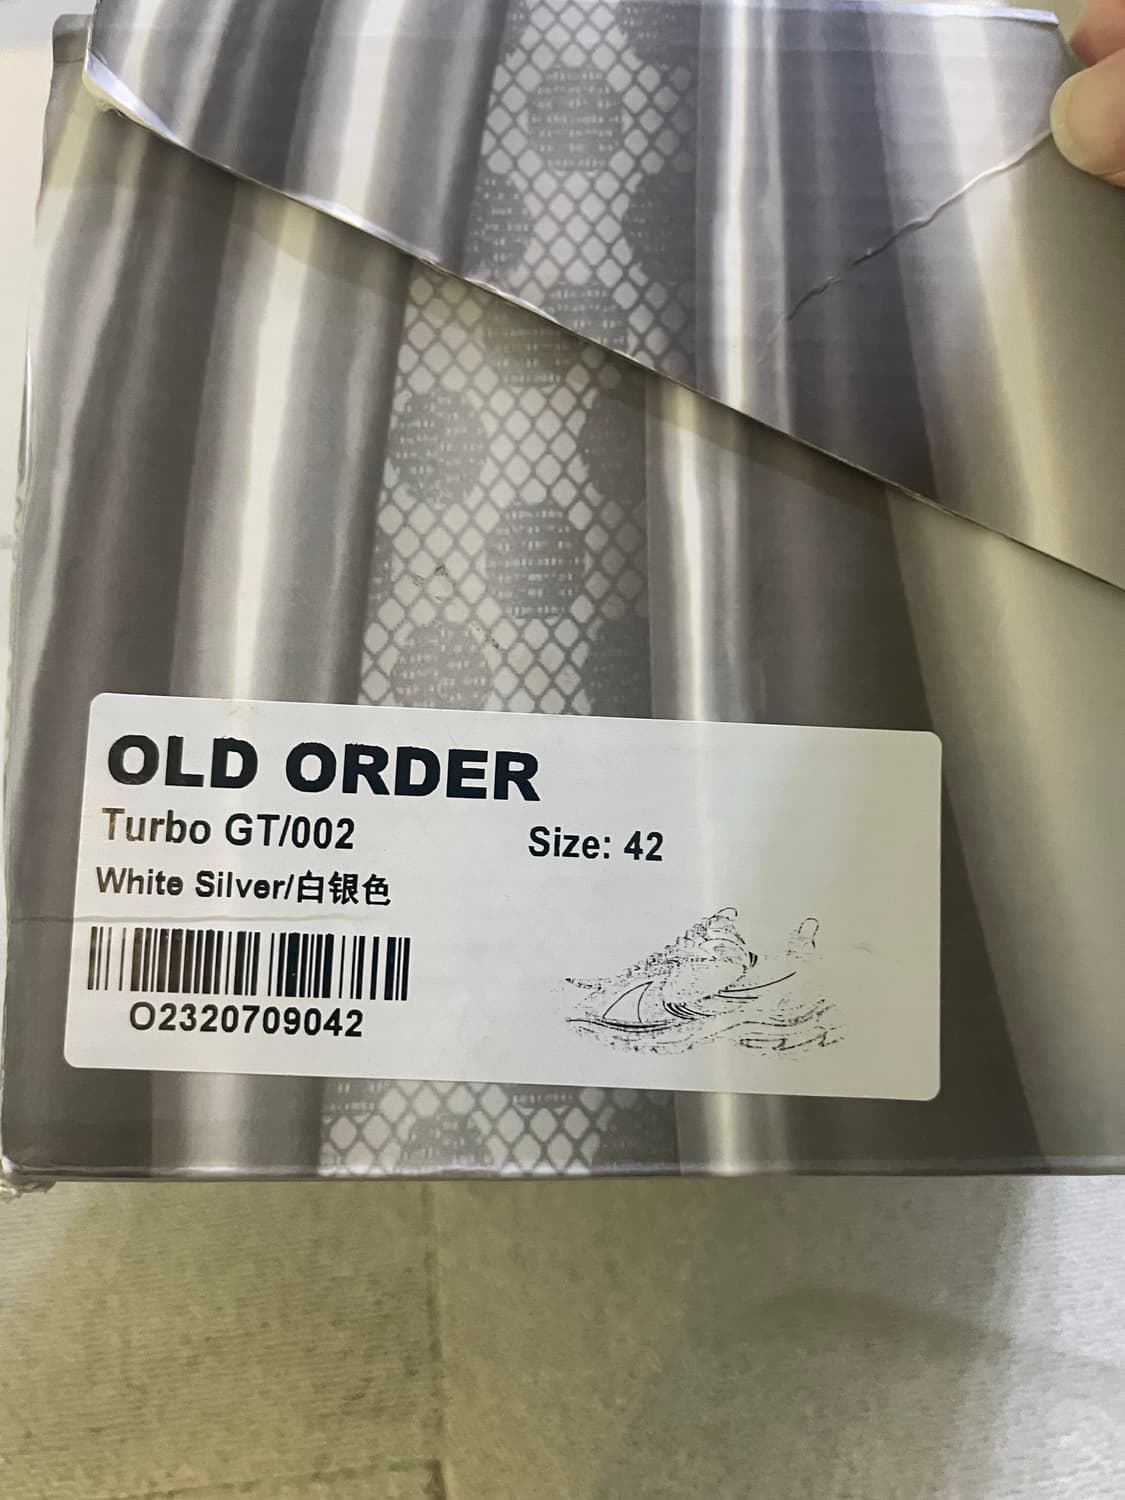 OLD ORDER
Turbo GT/002
Size: 42
White Silver/白银色
O2320709042